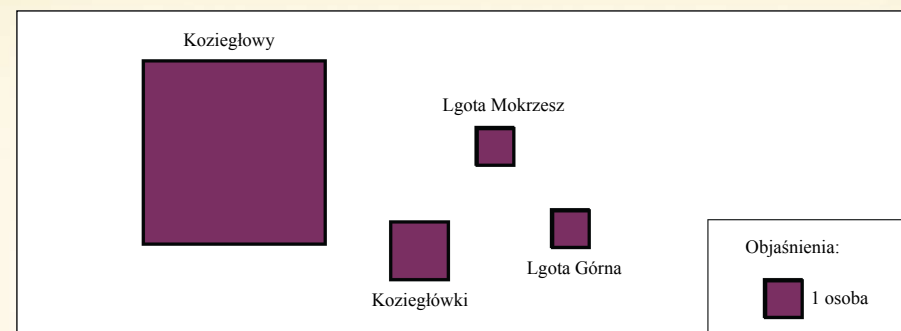 Koziegłowy
Lgota Mokrzesz
Koziegłówki
Lgota Górna
Objaśnienia:
1 osoba